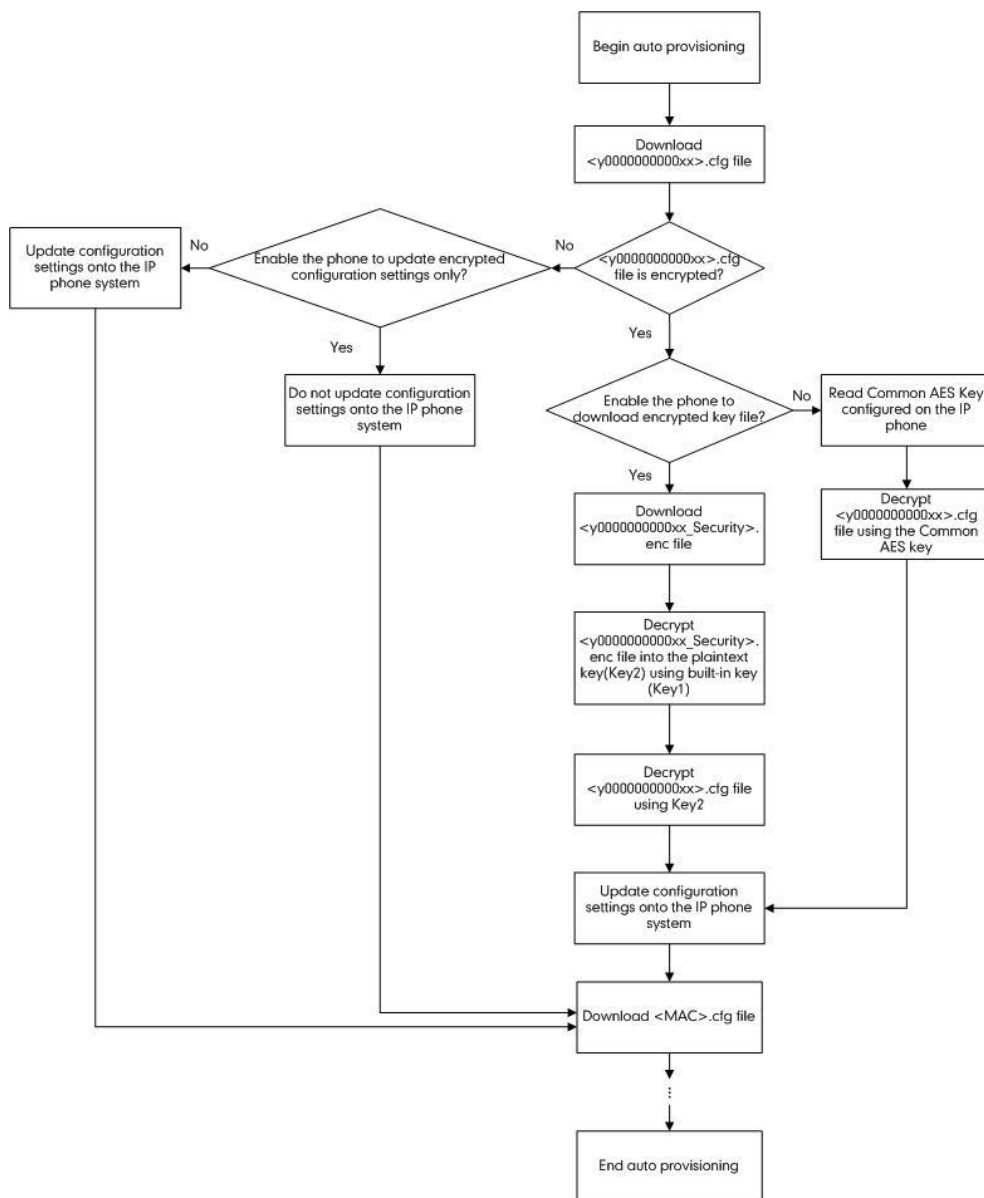 Begin auto provisioning
Download
<y0000000000xx>.cfg file
Update configuration
settings onto the IP
phone system
No
Enable the phone to update encrypted
configuration settings only?
No
<y0000000000xx>.cfg
file is encrypted?
Yes
Yes
Do not update configuration
settings onto the IP phone
system
Enable the phone to
download encrypted key file?
No
Read Common AES Key
configured on the IP
phone
Yes
Download
<y0000000000xx_Security>.
enc file
Decrypt
<y0000000000xx>.cfg
file using the Common
AES key
Decrypt
<y0000000000xx_Security>.
enc file into the plaintext
key(Key2) using built-in key
(Key1)
Decrypt
<y0000000000xx>.cfg file
using Key2
Update configuration
settings onto the IP phone
system
Download <MAC>.cfg file
...
End auto provisioning